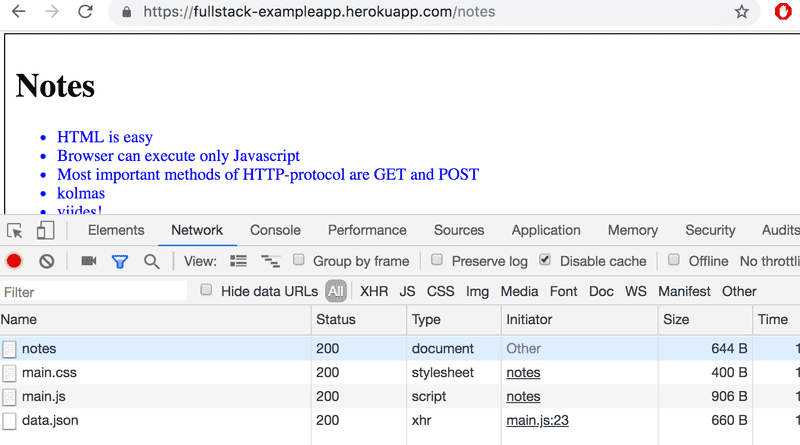 https://fullstack-exampleapp.herokuapp.com/notes
Notes
HTML is easy
Browser can execute only Javascript
Most important methods of HTTP-protocol are GET and POST
kolmas
viides!
Elements Network Console Performance Sources Application Memory Security Audits
View: Group by frame Preserve log Disable cache Offline No throttli
Filter Hide data URLs All XHR JS CSS Img Media Font Doc WS Manifest Other
Name Status Type Initiator Size Time
notes 200 document Other 644 B 1
main.css 200 stylesheet notes 400 B 1
main.js 200 script notes 906 B 1
data.json 200 xhr main.js:23 660 B 1